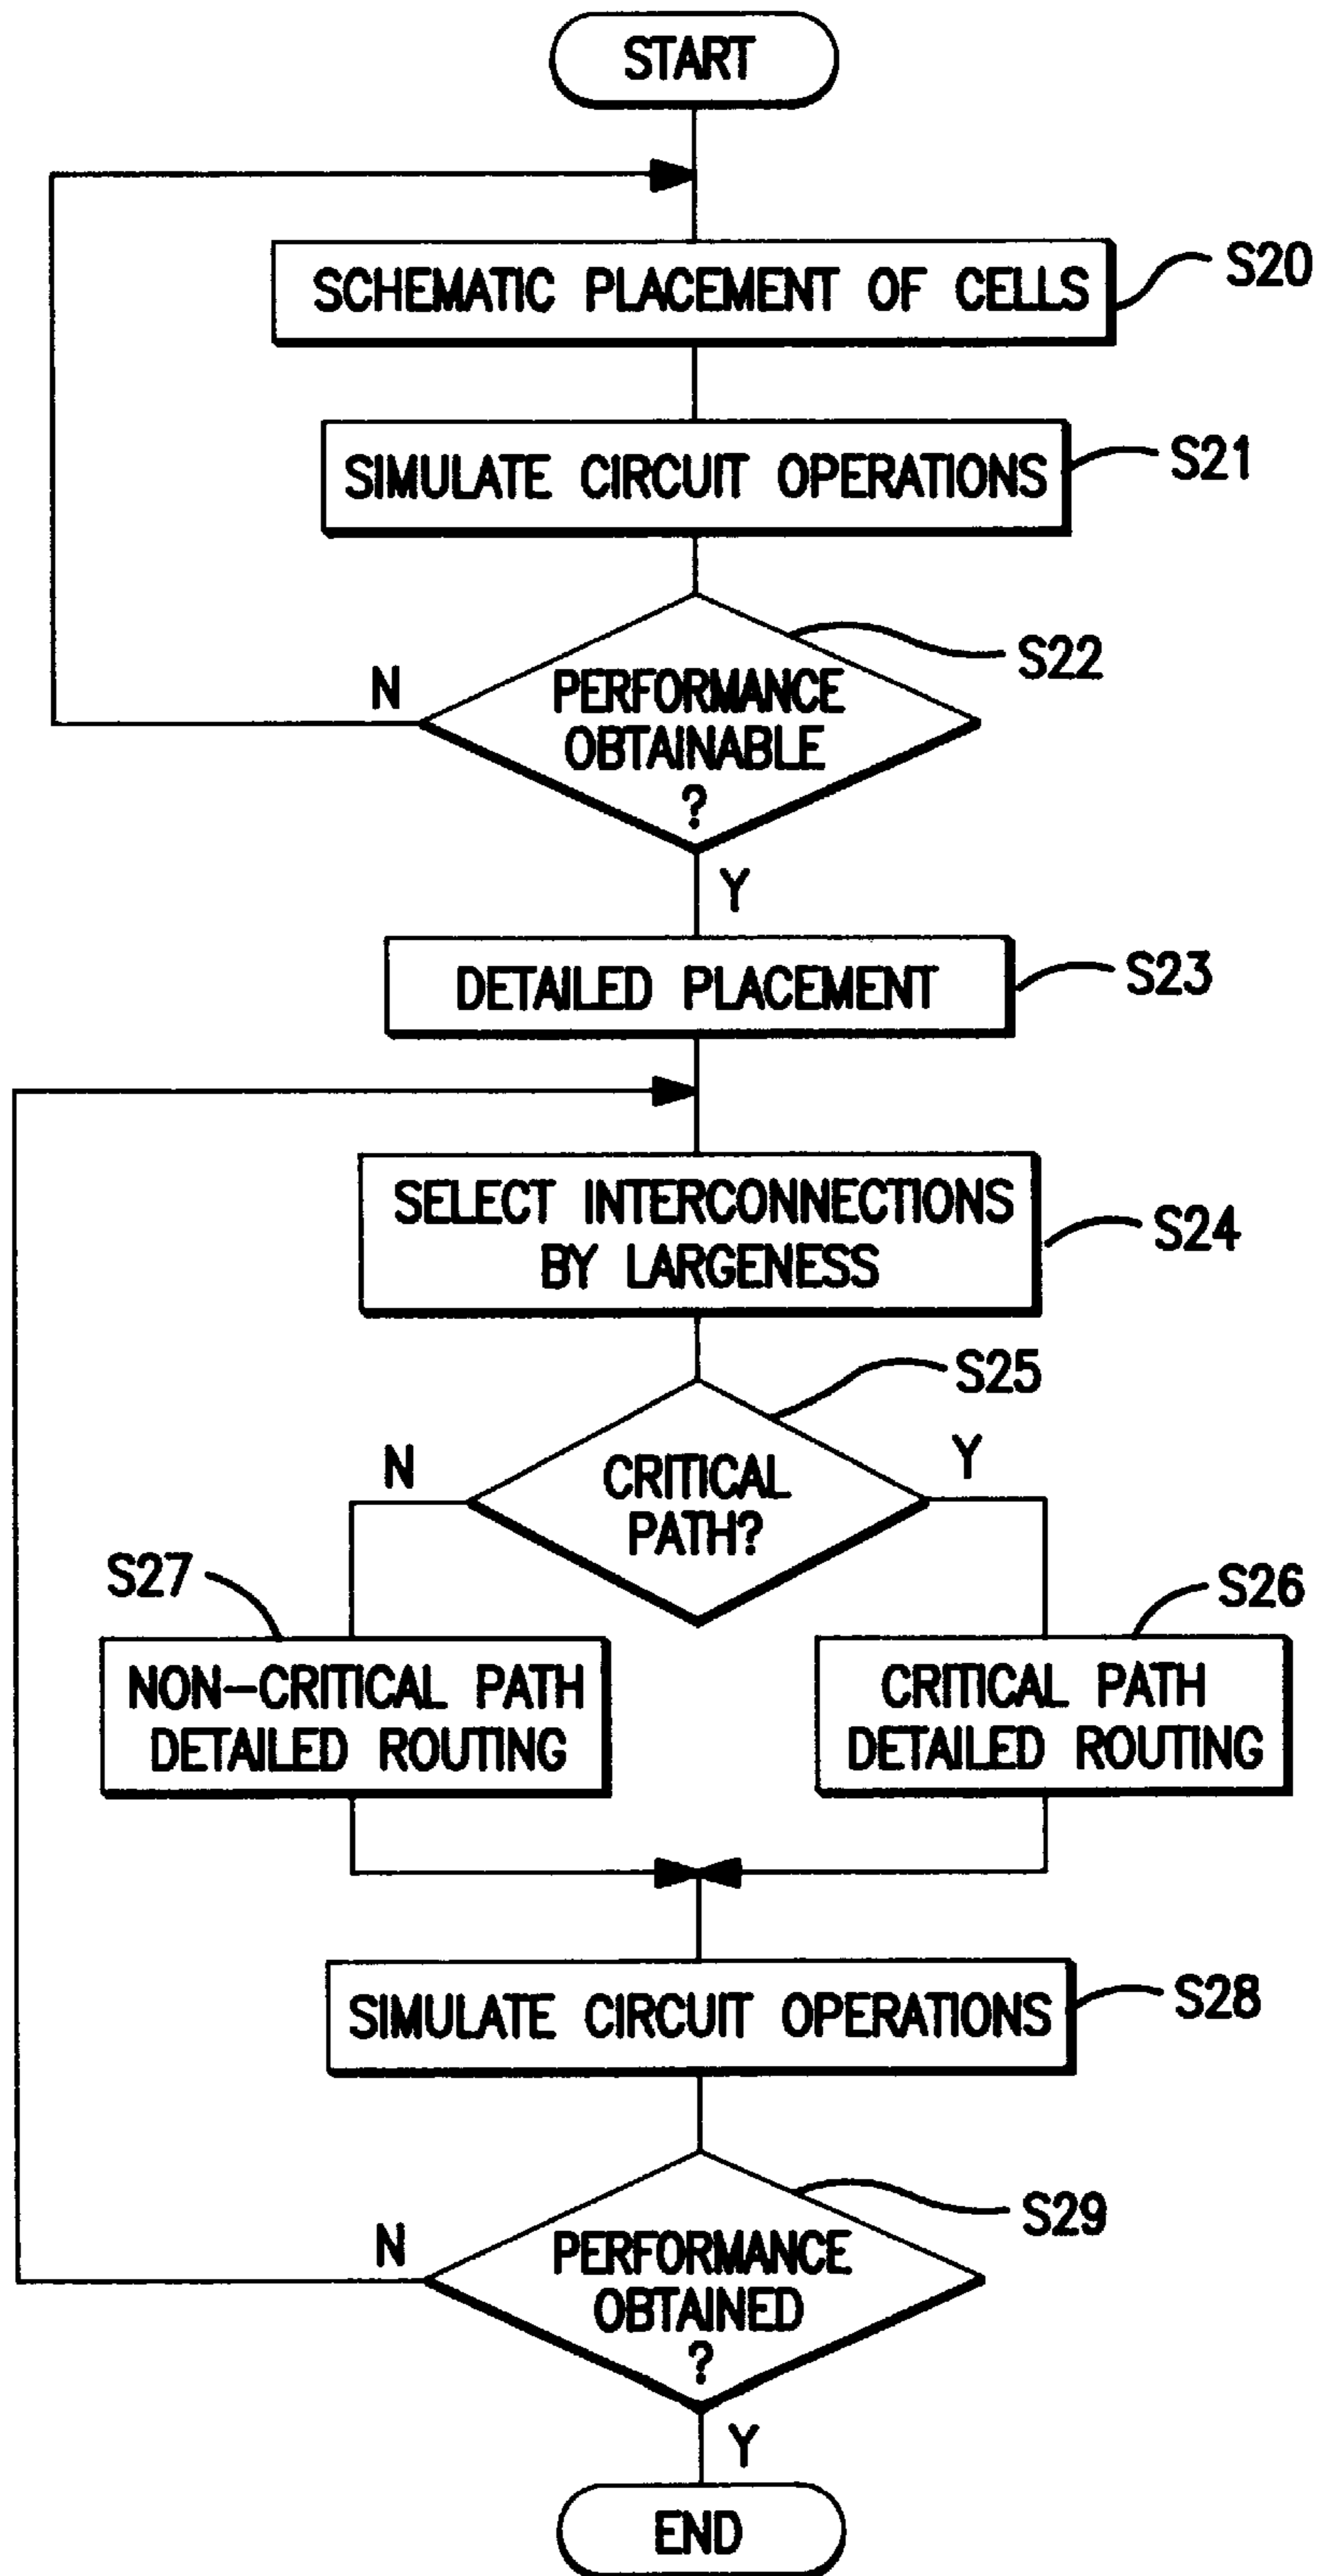 START
SCHEMATIC PLACEMENT OF CELLS
S20
SIMULATE CIRCUIT OPERATIONS
S21
S22
N
PERFORMANCE
OBTAINABLE
?
Y
DETAILED PLACEMENT
S23
SELECT INTERCONNECTIONS
BY LARGENESS
S24
S25
N
CRITICAL
PATH?
Y
S27
S26
NON-CRITICAL PATH
DETAILED ROUTING
CRITICAL PATH
DETAILED ROUTING
SIMULATE CIRCUIT OPERATIONS
S28
S29
N
PERFORMANCE
OBTAINED
?
Y
END